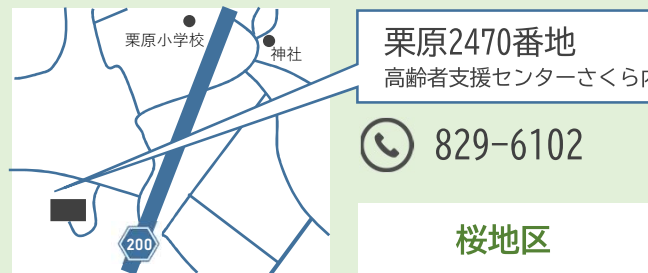 栗原小学校
神社
栗原2470番地
高齢者支援センターさくら内
829-6102
200
桜地区